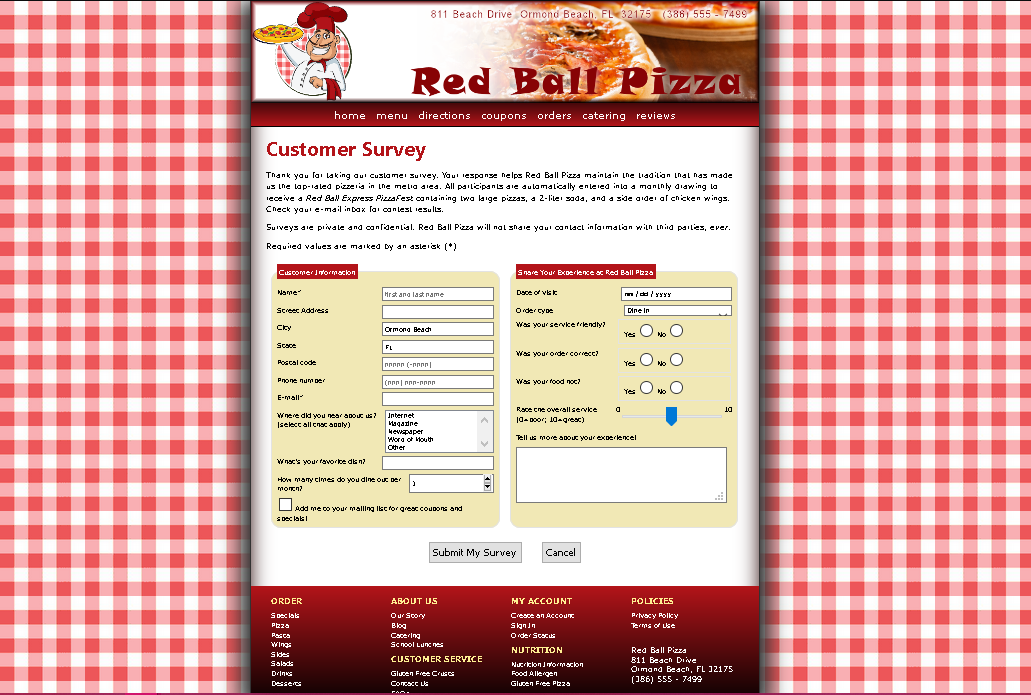 811 Beach Drive Ormond Beach, FL 32175 (386) 555 - 7499
Red Ball Pizza
home menu directions coupons orders catering reviews
Customer Survey
Thank you for taking our customer survey. Your response helps Red Ball Pizza maintain the tradition that has made
us the top-rated pizzeria in the metro area. All participants are automatically entered into a monthly drawing to
receive a Red Ball Express PizzaFest containing two large pizzas, a 2-liter soda, and a side order of chicken wings.
Check your e-mail inbox for contest results.
Surveys are private and confidential. Red Ball Pizza will not share your contact information with third parties, ever.
Required values are marked by an asterisk (*)
Customer Information
Name*
first and last name
Street Address
City
Ormond Beach
State
FL
Postal code
nnnnn (-nnnn)
Phone number
(nnn) nnn-nnnn
E-mail*
Where did you hear about us?
(select all that apply)
Internet
Magazine
Newspaper
Word of Mouth
Other
What's your favorite dish?
How many times do you dine out per
month?
Add me to your mailing list for great coupons and
specials!
Share Your Experience at Red Ball Pizza
Date of visit
mm / dd / yyyy
Order type
Dine in
Was your service friendly?
Yes No
Was your order correct?
Yes No
Was your food hot?
Yes No
Rate the overall service
(0=poor; 10=great)
0 10
Tell us more about your experience!
Submit My Survey Cancel
ORDER
Specials
Pizza
Pasta
Wings
Sides
Salads
Drinks
Desserts
ABOUT US
Our Story
Blog
Catering
School Lunches
CUSTOMER SERVICE
Gluten Free Crusts
Contact Us
FAQs
MY ACCOUNT
Create an Account
Sign In
Order Status
NUTRITION
Nutrition Information
Food Allergen
Gluten Free Pizza
POLICIES
Privacy Policy
Terms of Use
Red Ball Pizza
811 Beach Drive
Ormond Beach, FL 32175
(386) 555 - 7499